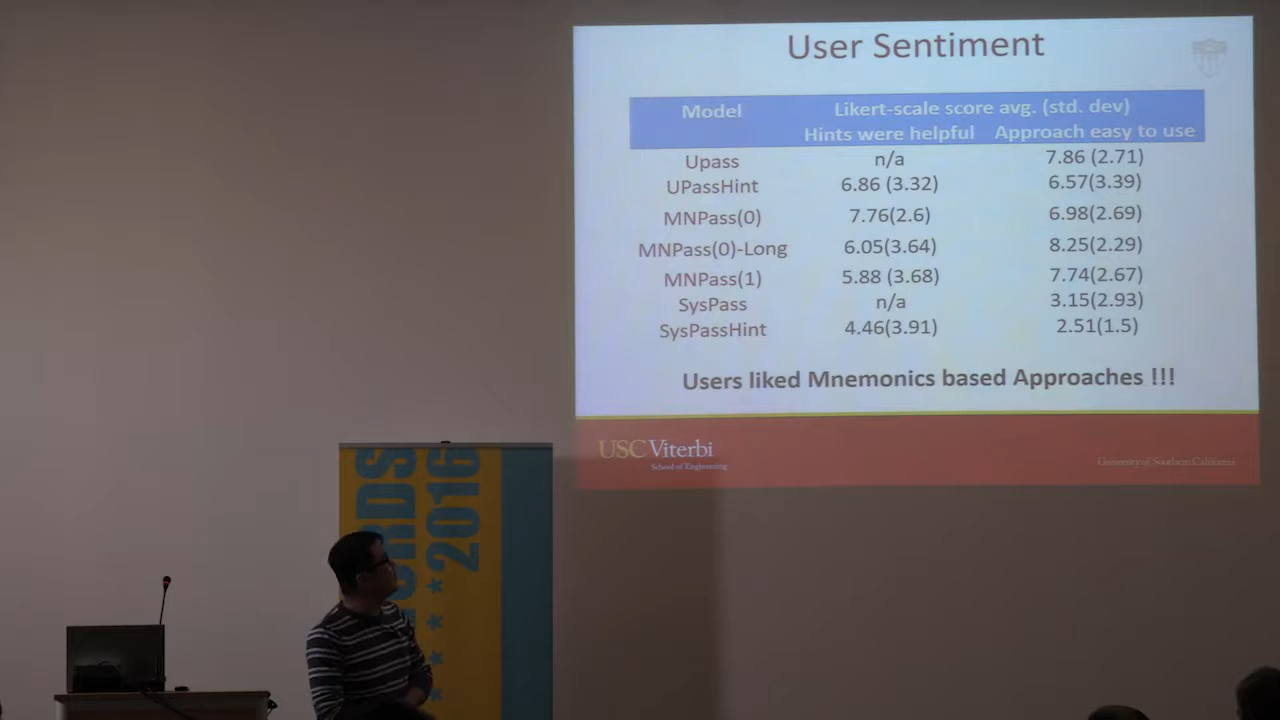 User Sentiment
Model Likert-scale score avg. (std. dev)
Hints were helpful Approach easy to use
Upass n/a 7.86 (2.71)
UPassHint 6.86 (3.32) 6.57(3.39)
MNPass(0) 7.76(2.6) 6.98(2.69)
MNPass(0)-Long 6.05(3.64) 8.25(2.29)
MNPass(1) 5.88 (3.68) 7.74(2.67)
SysPass n/a 3.15(2.93)
SysPassHint 4.46(3.91) 2.51(1.5)
Users liked Mnemonics based Approaches !!!
USC Viterbi
School of Engineering
University of Southern California
2016